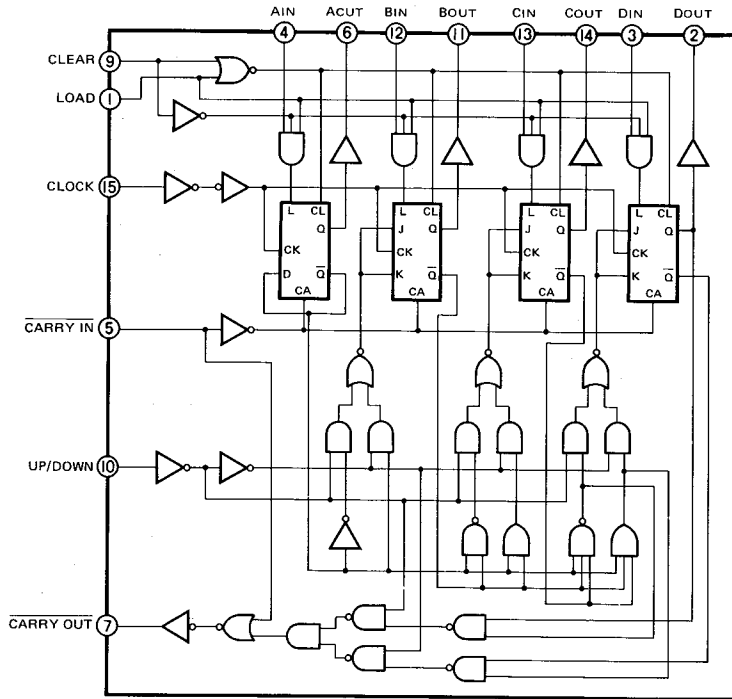 AIN ACUT BIN BOUT CIN COUT DIN DOUT
4 6 12 11 13 14 3 2
CLEAR 9
LOAD 1
CLOCK 15
L CL
Q
CK
D Q
CA
L CL
J Q
CK
K Q
CA
L CL
J Q
CK
K Q
CA
L CL
J Q
CK
K Q
CA
CARRY IN
5
UP/DOWN 10
CARRY OUT 7